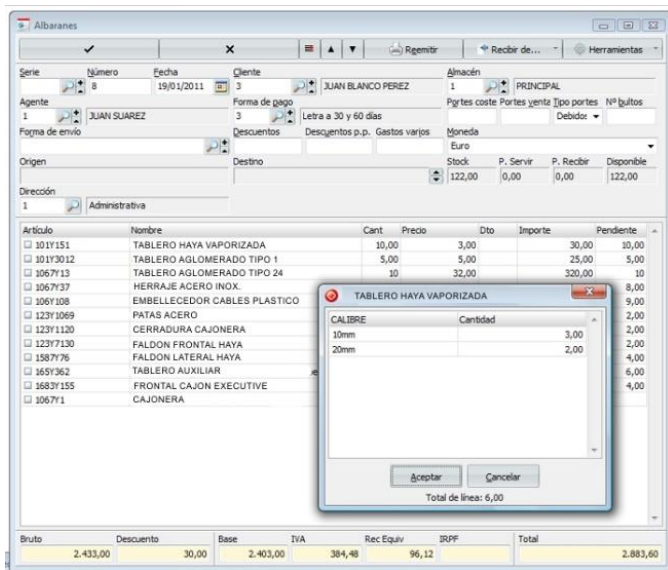 Albaranes
Reemitir Recibir de... Herramientas
Serie Número Fecha Cliente Almacén
8 19/01/2011 3 JUAN BLANCO PEREZ 1 PRINCIPAL
Agente Forma de pago Portes coste Portes venta Tipo portes Nº bultos
1 JUAN SUAREZ 3 Letra a 30 y 60 días Debidos
Forma de envío Descuentos Descuentos p.p. Gastos varios Moneda
Euro
Origen Destino Stock P. Servir P. Recibir Disponible
122,00 0,00 0,00 122,00
Dirección
1 Administrativa
Artículo Nombre Cant Precio Dto Importe Pendiente
101Y151 TABLERO HAYA VAPORIZADA 10,00 3,00 30,00 10,00
101Y3012 TABLERO AGLOMERADO TIPO 1 5,00 5,00 25,00 5,00
1067Y13 TABLERO AGLOMERADO TIPO 24 10 32,00 320,00 10
1067Y37 HERRAJE ACERO INOX. 8,00
106Y108 EMBELLECEDOR CABLES PLASTICO 9,00
123Y1069 PATAS ACERO 2,00
123Y1120 CERRADURA CAJONERA 2,00
123Y7130 FALDON FRONTAL HAYA 2,00
1587Y76 FALDON LATERAL HAYA 4,00
165Y362 TABLERO AUXILIAR 6,00
1683Y155 FRONTAL CAJON EXECUTIVE 4,00
1067Y1 CAJONERA
TABLERO HAYA VAPORIZADA
CALIBRE Cantidad
10mm 3,00
20mm 2,00
Aceptar Cancelar
Total de línea: 6,00
Bruto Descuento Base IVA Rec Equiv IRPF Total
2.433,00 30,00 2.403,00 384,48 96,12 2.883,60